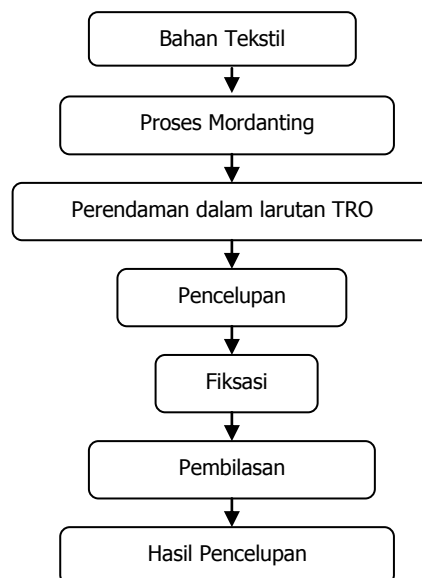 Bahan Tekstil
Proses Mordanting
Perendaman dalam larutan TRO
Pencelupan
Fiksasi
Pembilasan
Hasil Pencelupan